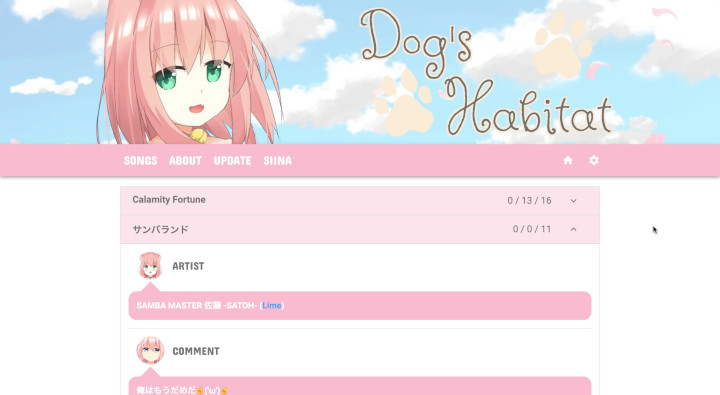 Dog's
Habitat
SONGS ABOUT UPDATE SIINA
Calamity Fortune 0 / 13 / 16
サンバランド 0 / 0 / 11
ARTIST
SAMBA MASTER 佐藤 -SATOH- (Lime)
COMMENT
俺はもうだめだ✌('ω')✌